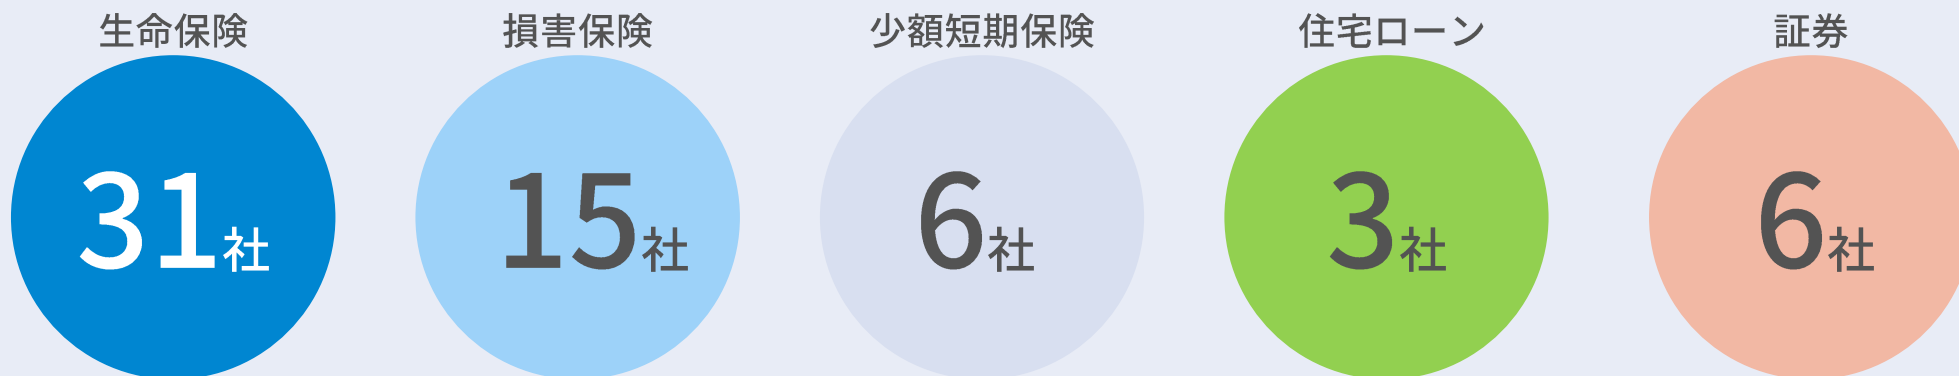 生命保険
31社
損害保険
15社
少額短期保険
6社
住宅ローン
3社
証券
6社